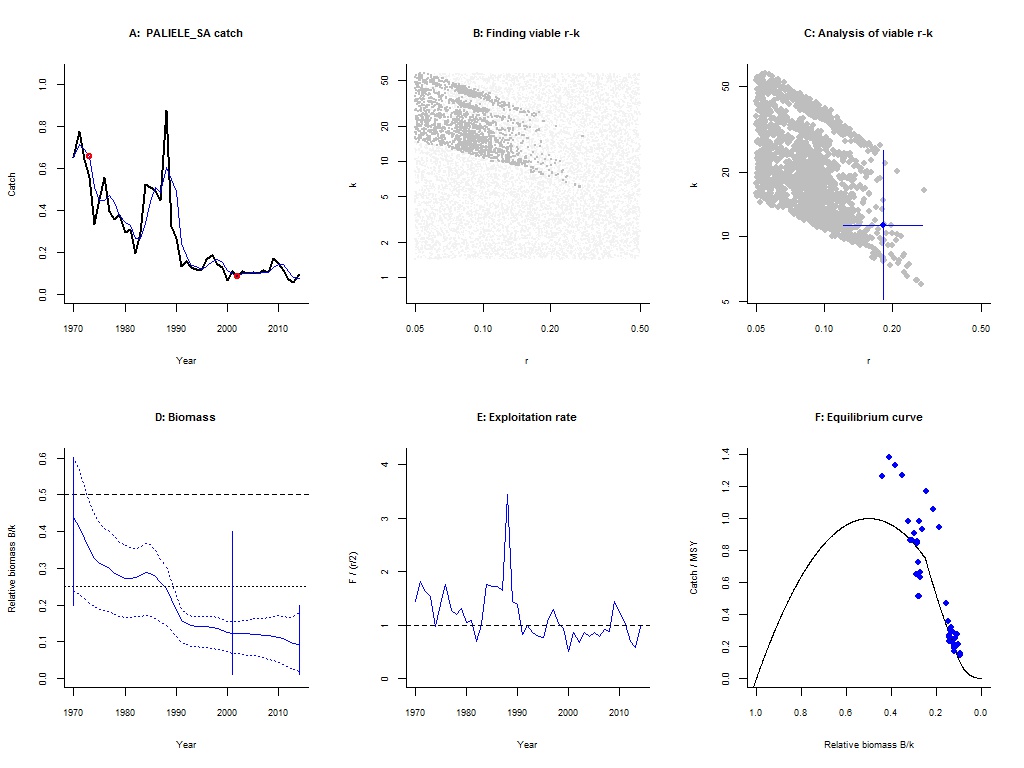 A:  PALIELE_SA catch
B: Finding viable r-k
C: Analysis of viable r-k
Catch
0.0 0.2 0.4 0.6 0.8 1.0
1970 1980 1990 2000 2010
Year
k
1 2 5 10 20 50
0.05 0.10 0.20 0.50
r
k
5 10 20 50
0.05 0.10 0.20 0.50
r
D: Biomass
E: Exploitation rate
F: Equilibrium curve
Relative biomass B/k
0.0 0.1 0.2 0.3 0.4 0.5 0.6
1970 1980 1990 2000 2010
Year
F / (r/2)
0 1 2 3 4
1970 1980 1990 2000 2010
Year
Catch / MSY
0.0 0.2 0.4 0.6 0.8 1.0 1.2 1.4
1.0 0.8 0.6 0.4 0.2 0.0
Relative biomass B/k